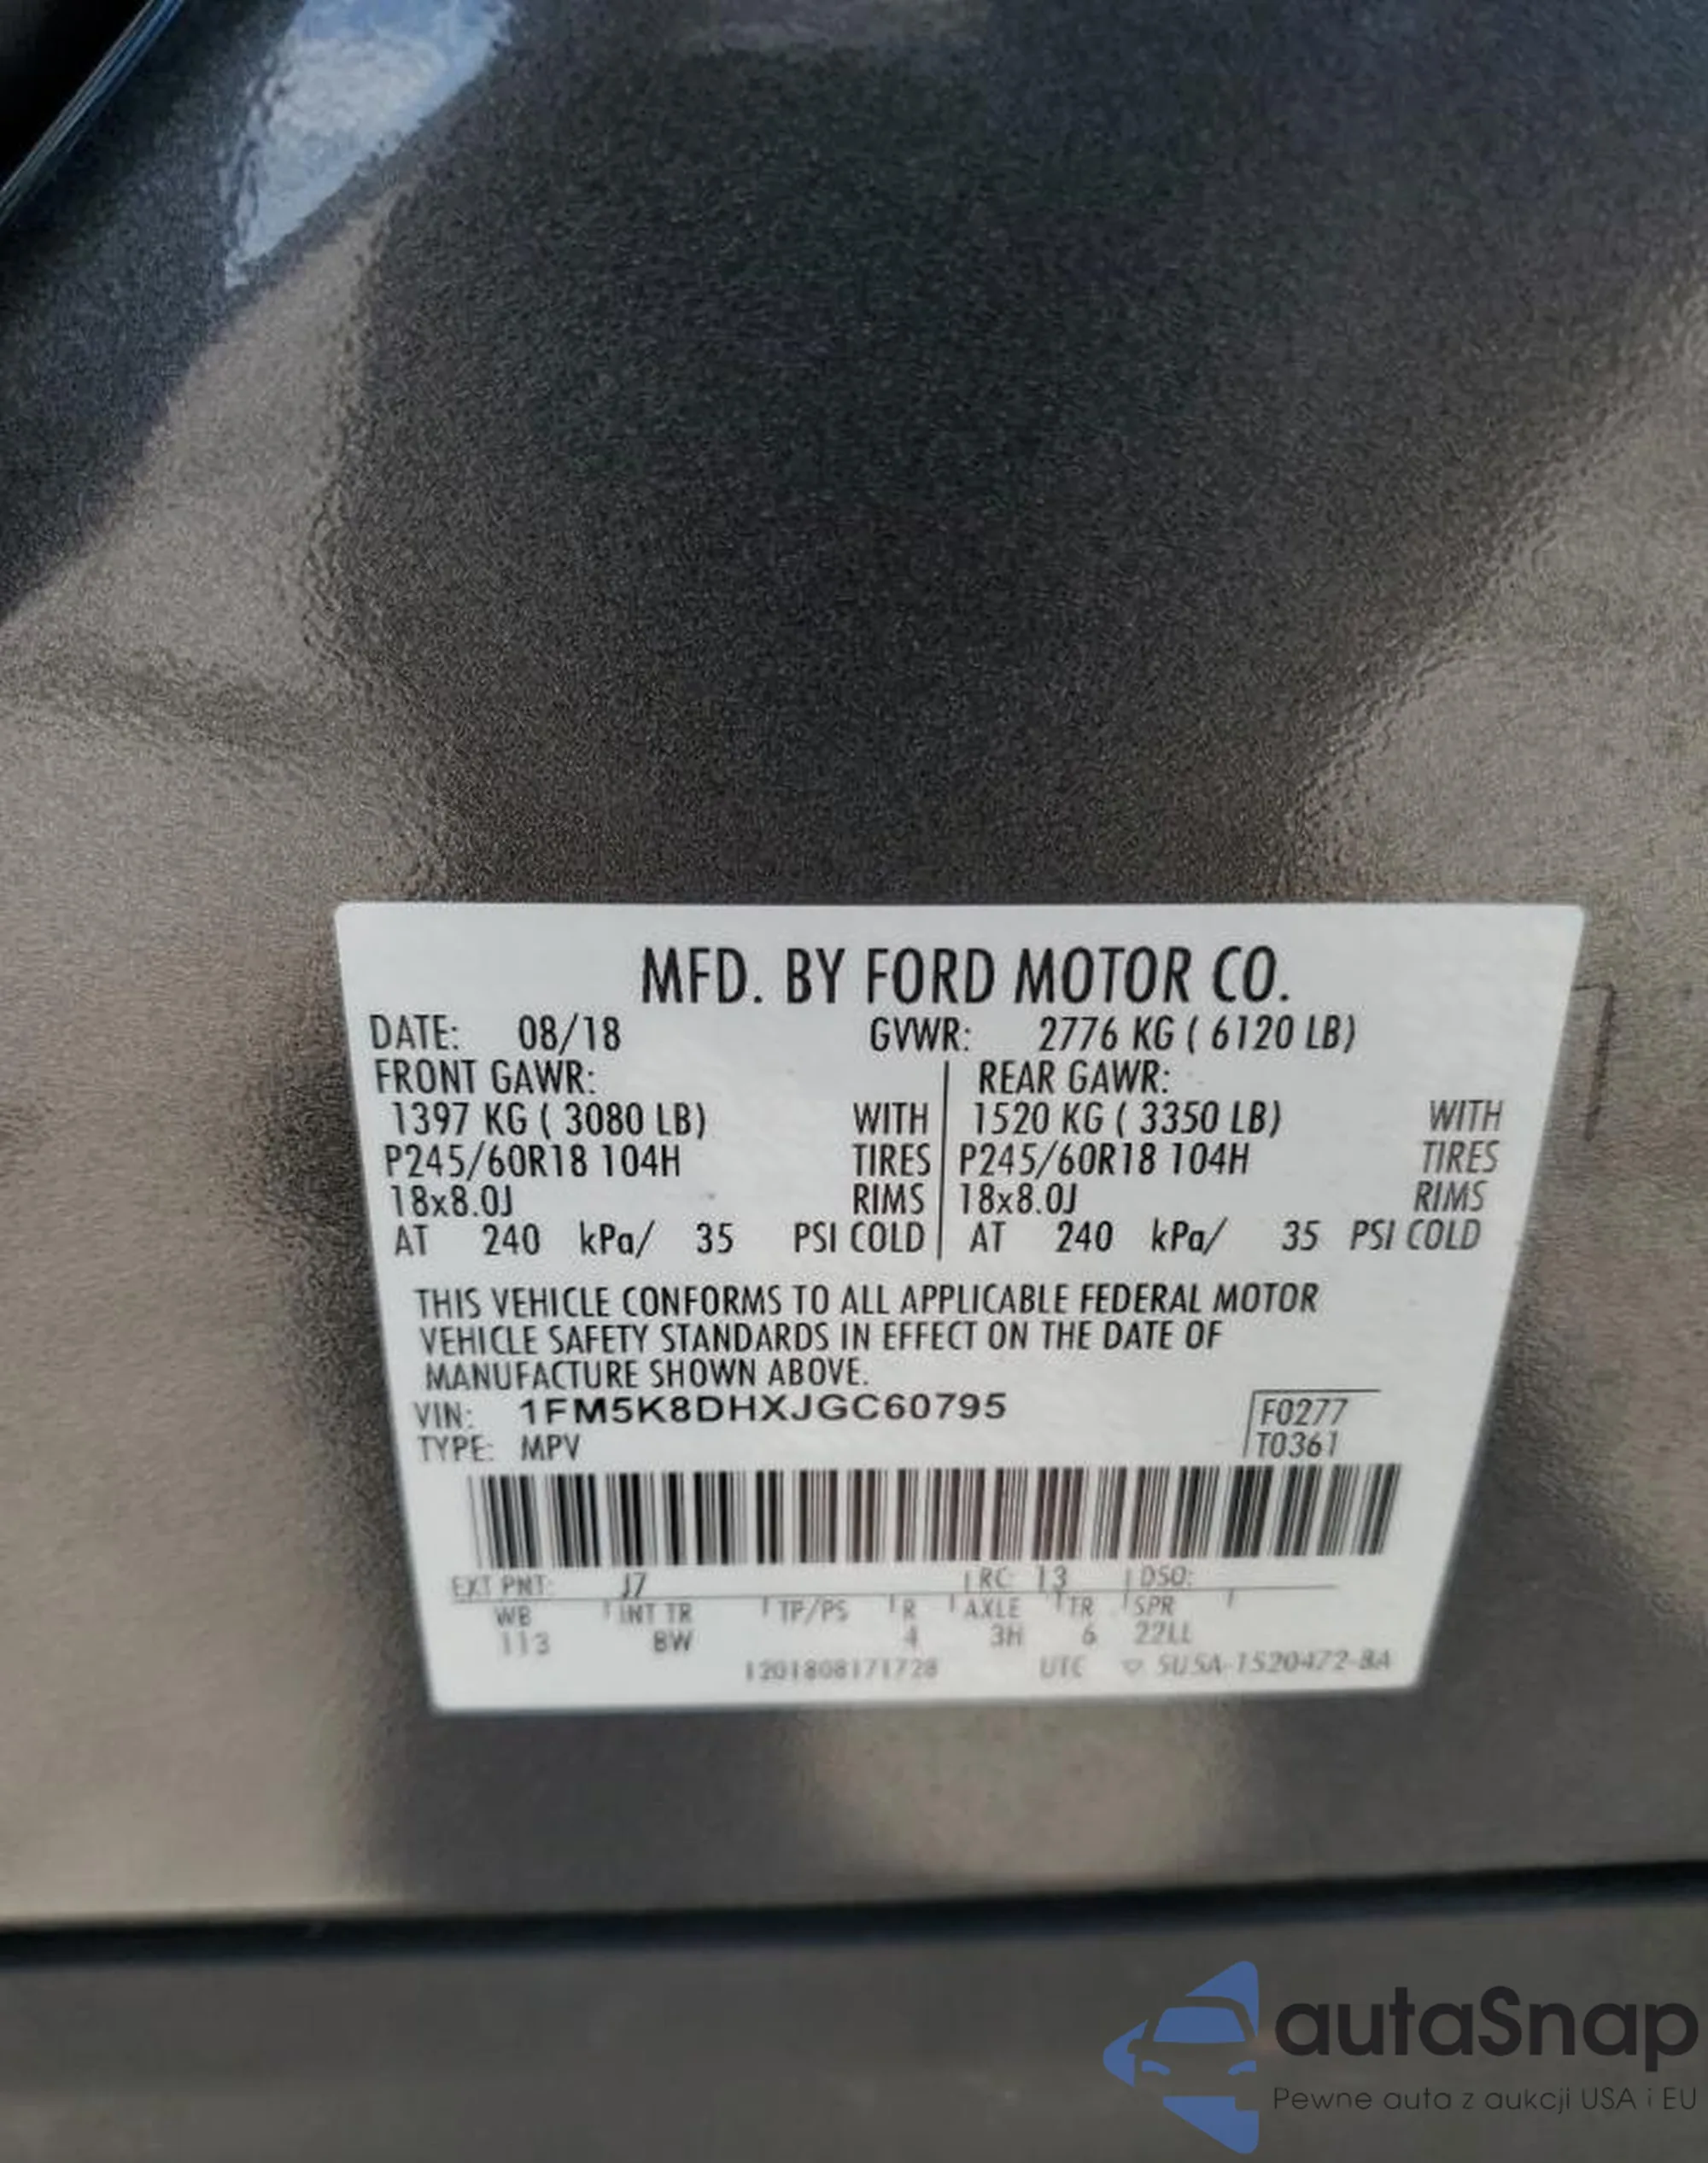 MFD. BY FORD MOTOR CO.
DATE: 08/18 GVWR: 2776 KG ( 6120 LB)
FRONT GAWR: REAR GAWR:
1397 KG ( 3080 LB) WITH 1520 KG ( 3350 LB) WITH
P245/60R18 104H TIRES P245/60R18 104H TIRES
18x8.0J RIMS 18x8.0J RIMS
AT 240 kPa/ 35 PSI COLD AT 240 kPa/ 35 PSI COLD
THIS VEHICLE CONFORMS TO ALL APPLICABLE FEDERAL MOTOR
VEHICLE SAFETY STANDARDS IN EFFECT ON THE DATE OF
MANUFACTURE SHOWN ABOVE.
VIN: 1FM5K8DHXJGC60795 F0277
TYPE: MPV T0361
EXT PNT: J7 RC: 13 DSO:
WB INT TR TP/PS R AXLE TR SPR
113 BW 4 3H 6 22LL
1201808171728 UTC ▽ 5U5A-1520472-BA
autaSnap
Pewne auta z aukcji USA i EU